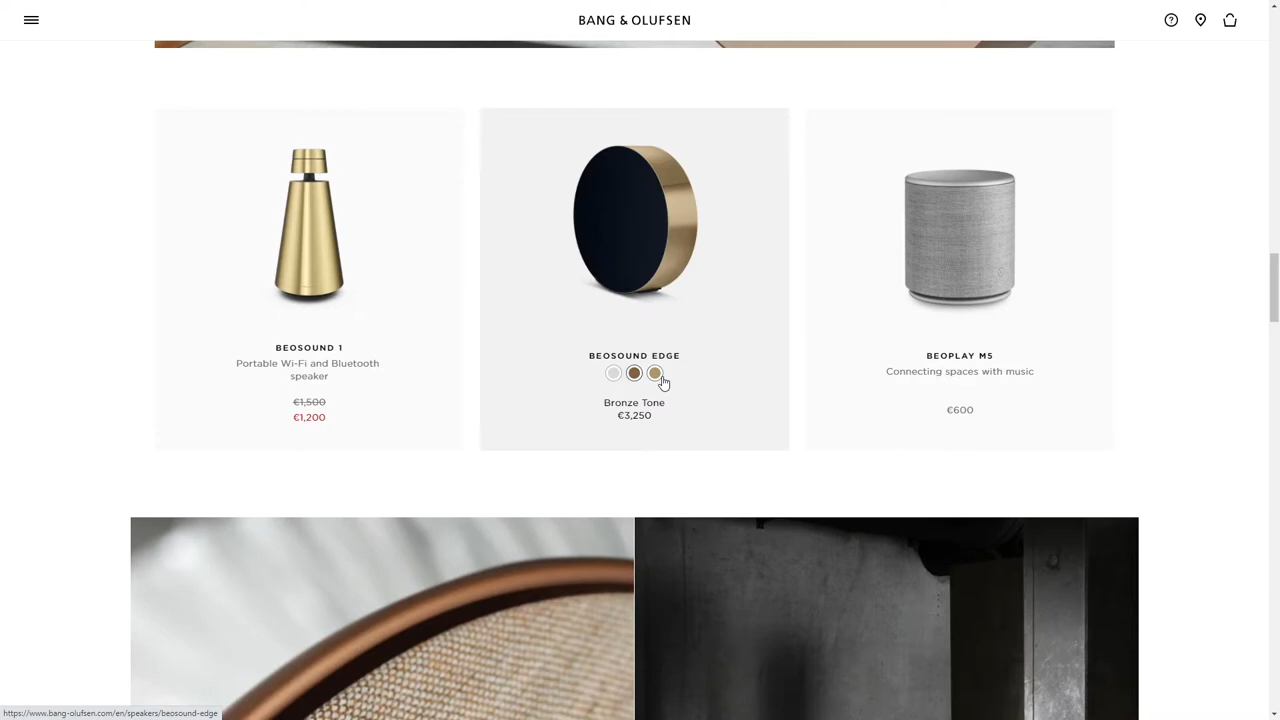 BANG & OLUFSEN
BEOSOUND 1
Portable Wi-Fi and Bluetooth
speaker
€1,500
€1,200
BEOSOUND EDGE
Bronze Tone
€3,250
BEOPLAY M5
Connecting spaces with music
€600
https://www.bang-olufsen.com/en/speakers/beosound-edge